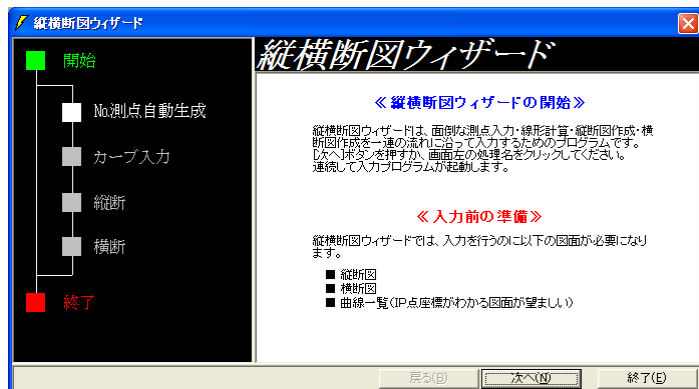 縦横断図ウィザード
開始
No.測点自動生成
カーブ入力
縦断
横断
終了
縦横断図ウィザード
≪縦横断図ウィザードの開始≫
縦横断図ウィザードは、面倒な測点入力・線形計算・縦断図作成・横
断図作成を一連の流れに沿って入力するためのプログラムです。
[次へ]ボタンを押すか、画面左の処理名をクリックしてください。
連続して入力プログラムが起動します。
≪入力前の準備≫
縦横断図ウィザードでは、入力を行うのに以下の図面が必要になり
ます。
■ 縦断図
■ 横断図
■ 曲線一覧(IP点座標がわかる図面が望ましい)
戻る(B)
次へ(N)
終了(E)